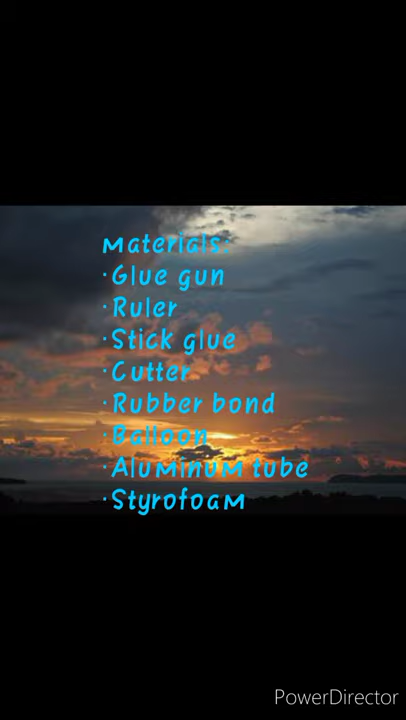 Materials:
·Glue gun
·Ruler
·Stick glue
·Cutter
·Rubber bond
·Balloon
·Aluminum tube
·Styrofoam
PowerDirector